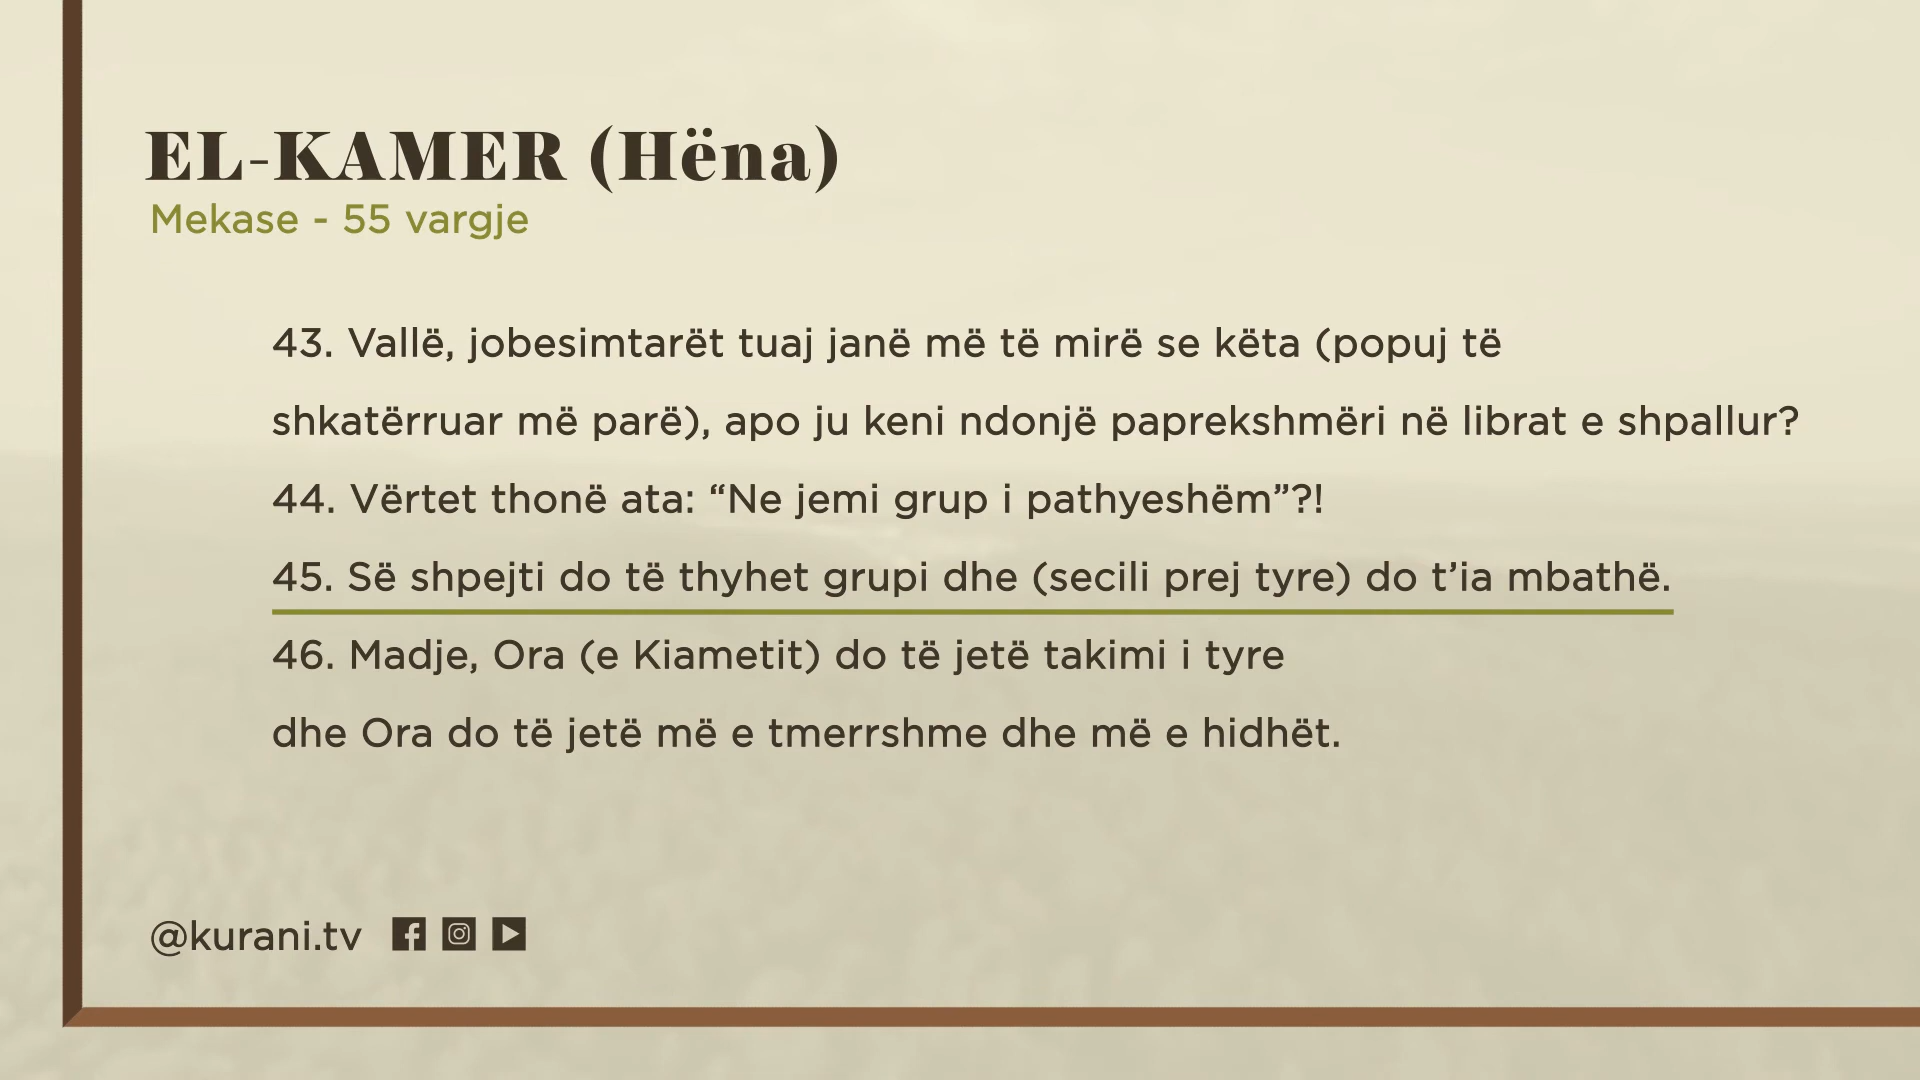 EL-KAMER (Hëna)
Mekase - 55 vargje
43. Vallë, jobesimtarët tuaj janë më të mirë se këta (popuj të
shkatërruar më parë), apo ju keni ndonjë paprekshmëri në librat e shpallur?
44. Vërtet thonë ata: “Ne jemi grup i pathyeshëm”?!
45. Së shpejti do të thyhet grupi dhe (secili prej tyre) do t’ia mbathë.
46. Madje, Ora (e Kiametit) do të jetë takimi i tyre
dhe Ora do të jetë më e tmerrshme dhe më e hidhët.
@kurani.tv